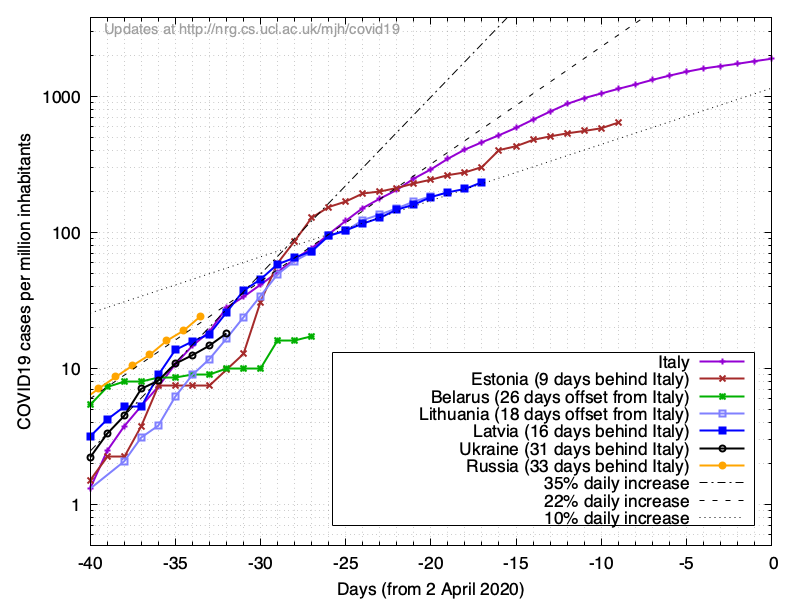 Updates at http://nrg.cs.ucl.ac.uk/mjh/covid19
COVID19 cases per million inhabitants
1000
100
10
1
Italy
Estonia (9 days behind Italy)
Belarus (26 days offset from Italy)
Lithuania (18 days offset from Italy)
Latvia (16 days behind Italy)
Ukraine (31 days behind Italy)
Russia (33 days behind Italy)
35% daily increase
22% daily increase
10% daily increase
-40 -35 -30 -25 -20 -15 -10 -5 0
Days (from 2 April 2020)